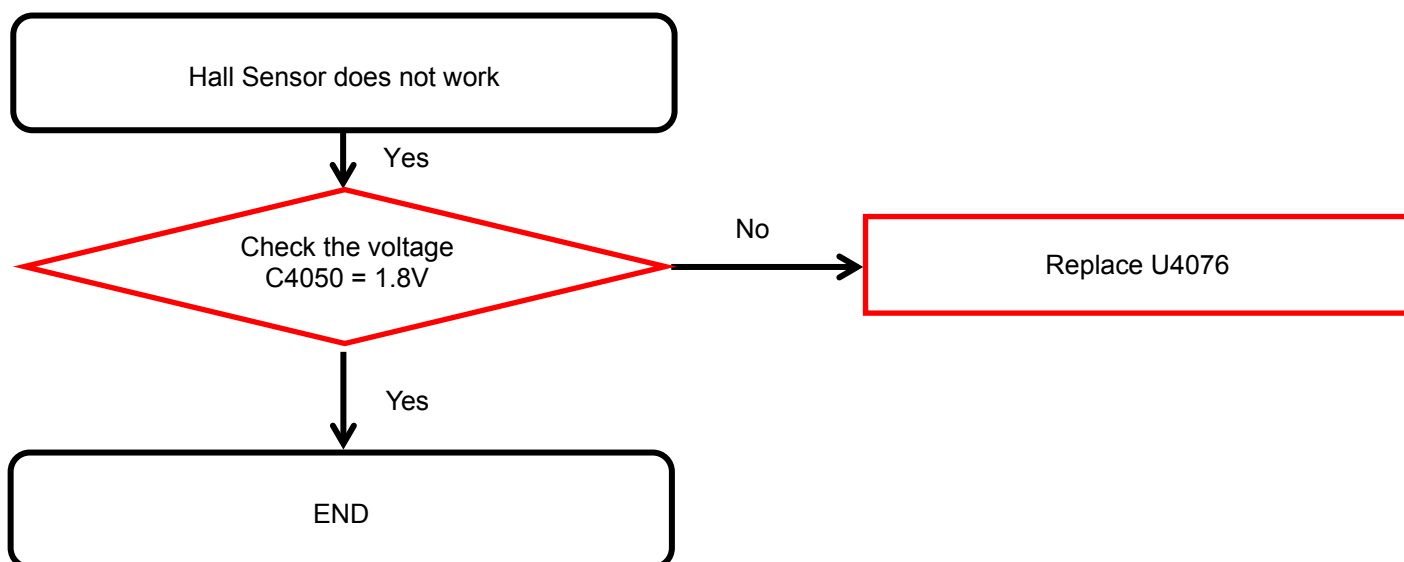 Hall Sensor does not work
Yes
Check the voltage
C4050 = 1.8V
No
Replace U4076
Yes
END